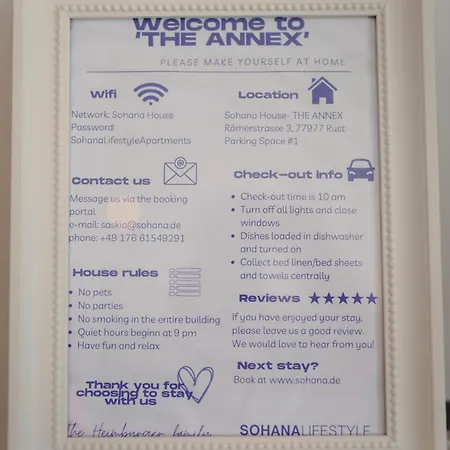 Welcome to
'THE ANNEX'
PLEASE MAKE YOURSELF AT HOME
Wifi
Network: Sohana House
Password:
SohanaLifestyleApartments
Location
Sohana House- THE ANNEX
Römerstrasse 3, 77977 Rust
Parking Space #1
Contact us
Message us via the booking
portal
e-mail: saskia@sohana.de
phone: +49 176 61549291
Check-out info
• Check-out time is 10 am
• Turn off all lights and close
windows
• Dishes loaded in dishwasher
and turned on
• Collect bed linen/bed sheets
and towels centrally
House rules
• No pets
• No parties
• No smoking in the entire building
• Quiet hours beginn at 9 pm
• Have fun and relax
Reviews
If you have enjoyed your stay,
please leave us a good review.
We would love to hear from you!
Next stay?
Book at www.sohana.de
Thank you for
choosing to stay
with us
The Heimburger family
SOHANALIFESTYLE